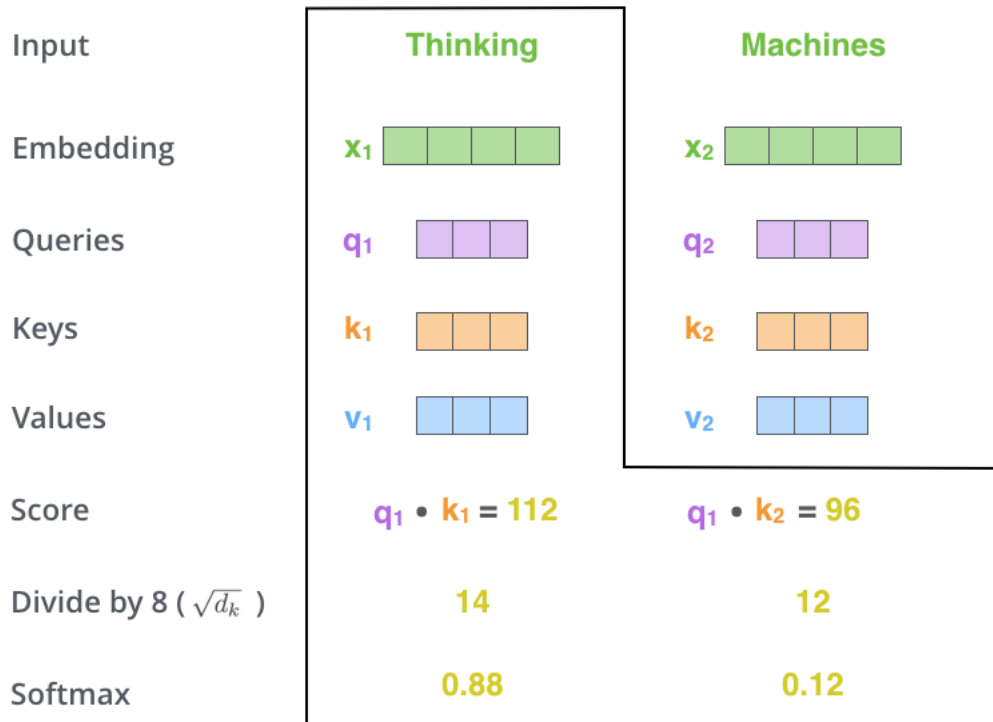 Input Thinking Machines
Embedding x₁ x₂
Queries q₁ q₂
Keys k₁ k₂
Values v₁ v₂
Score q₁ • k₁ = 112 q₁ • k₂ = 96
Divide by 8 ( √dₖ ) 14 12
Softmax 0.88 0.12